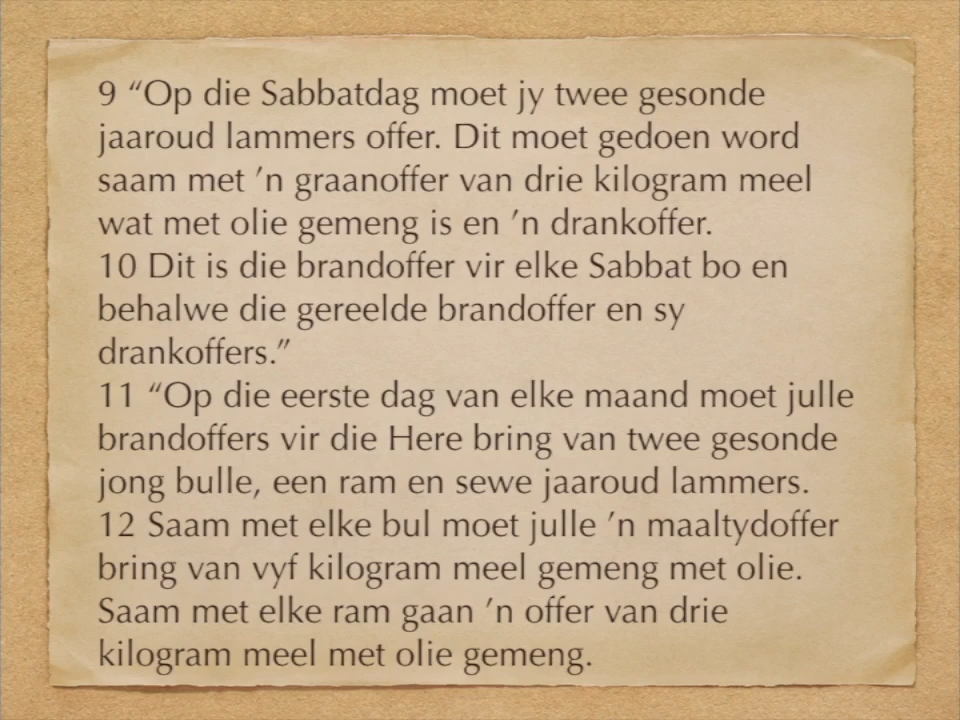 9 “Op die Sabbatdag moet jy twee gesonde
jaaroud lammers offer. Dit moet gedoen word
saam met ’n graanoffer van drie kilogram meel
wat met olie gemeng is en ’n drankoffer.
10 Dit is die brandoffer vir elke Sabbat bo en
behalwe die gereelde brandoffer en sy
drankoffers.”
11 “Op die eerste dag van elke maand moet julle
brandoffers vir die Here bring van twee gesonde
jong bulle, een ram en sewe jaaroud lammers.
12 Saam met elke bul moet julle ’n maaltydoffer
bring van vyf kilogram meel gemeng met olie.
Saam met elke ram gaan ’n offer van drie
kilogram meel met olie gemeng.